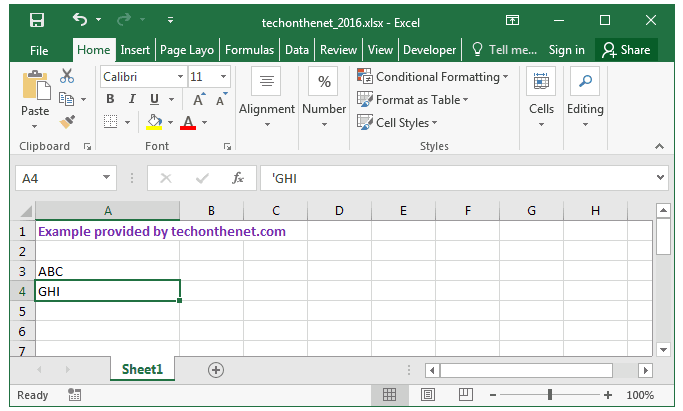 techonthenet_2016.xlsx - Excel
File Home Insert Page Layo Formulas Data Review View Developer Tell me... Sign in Share
Calibri 11
Conditional Formatting
Format as Table
Cell Styles
Paste
B I U A A
A
Alignment Number % Cells Editing
Clipboard Font Styles
A4 fx 'GHI
A B C D E F G H
1 Example provided by techonthenet.com
2
3 ABC
4 GHI
5
6
7
Sheet1
Ready 100%